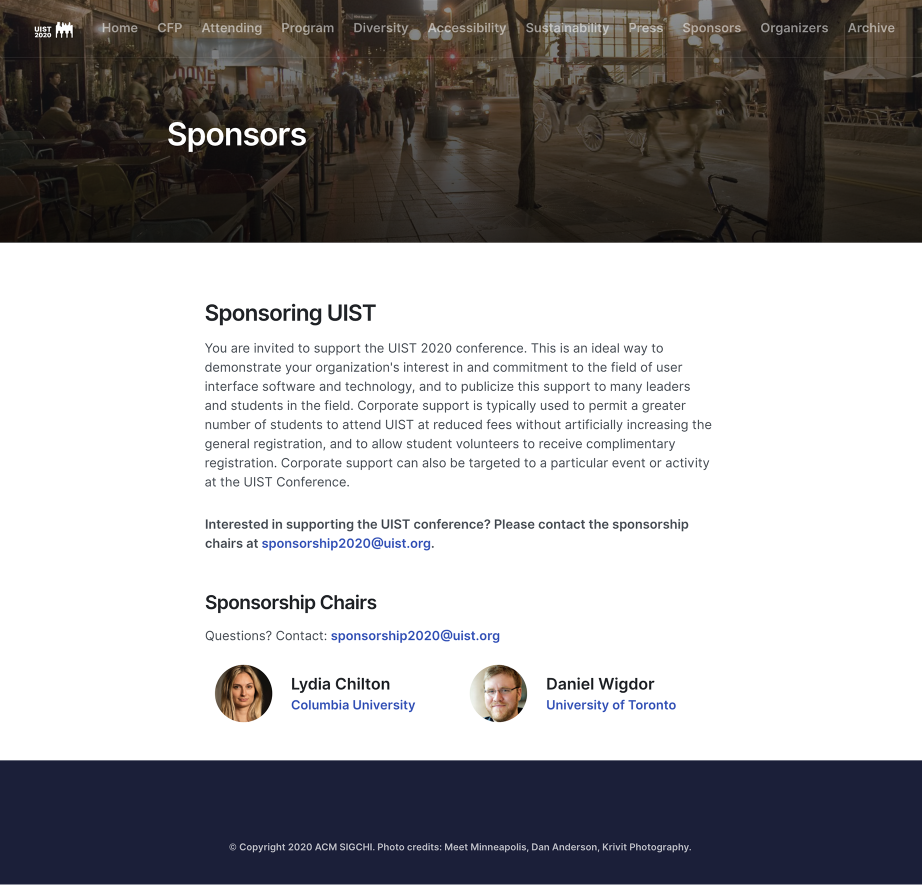 UIST
2020
Home CFP Attending Program Diversity Accessibility Sustainability Press Sponsors Organizers Archive
Sponsors
Sponsoring UIST
You are invited to support the UIST 2020 conference. This is an ideal way to
demonstrate your organization's interest in and commitment to the field of user
interface software and technology, and to publicize this support to many leaders
and students in the field. Corporate support is typically used to permit a greater
number of students to attend UIST at reduced fees without artificially increasing the
general registration, and to allow student volunteers to receive complimentary
registration. Corporate support can also be targeted to a particular event or activity
at the UIST Conference.
Interested in supporting the UIST conference? Please contact the sponsorship
chairs at sponsorship2020@uist.org.
Sponsorship Chairs
Questions? Contact: sponsorship2020@uist.org
Lydia Chilton Daniel Wigdor
Columbia University University of Toronto
© Copyright 2020 ACM SIGCHI. Photo credits: Meet Minneapolis, Dan Anderson, Krivit Photography.